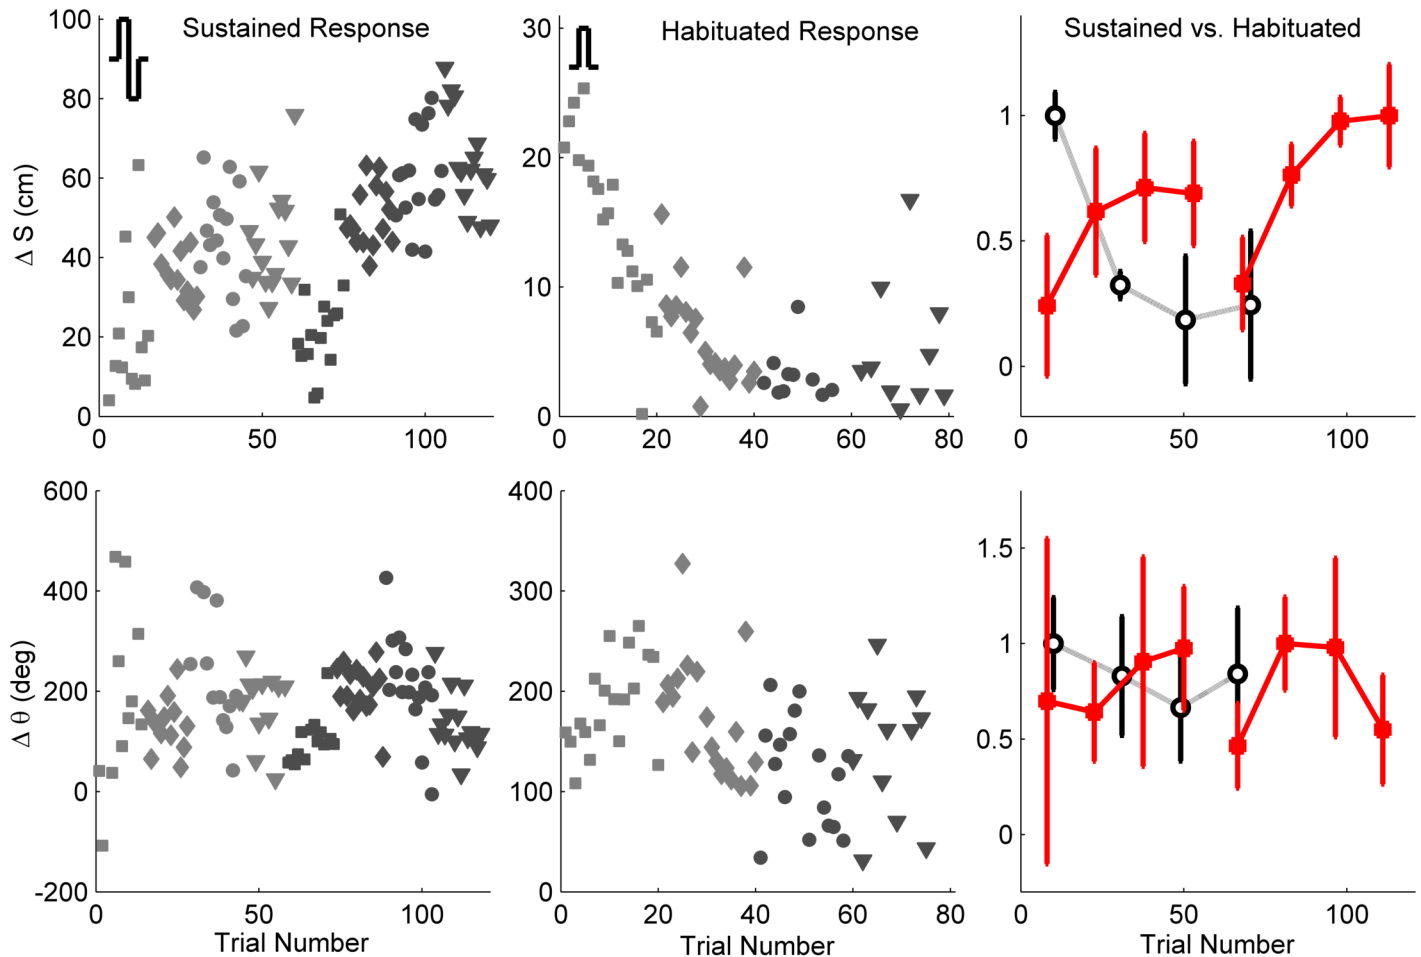 Sustained Response
Habituated Response
Sustained vs. Habituated
Δ S (cm)
100
80
60
40
20
0
0 50 100
30
20
10
0
0 20 40 60 80
1
0.5
0
0 50 100
Δ θ (deg)
600
400
200
0
-200
0 50 100
Trial Number
400
300
200
100
0
0 20 40 60 80
Trial Number
1.5
1
0.5
0
0 50 100
Trial Number